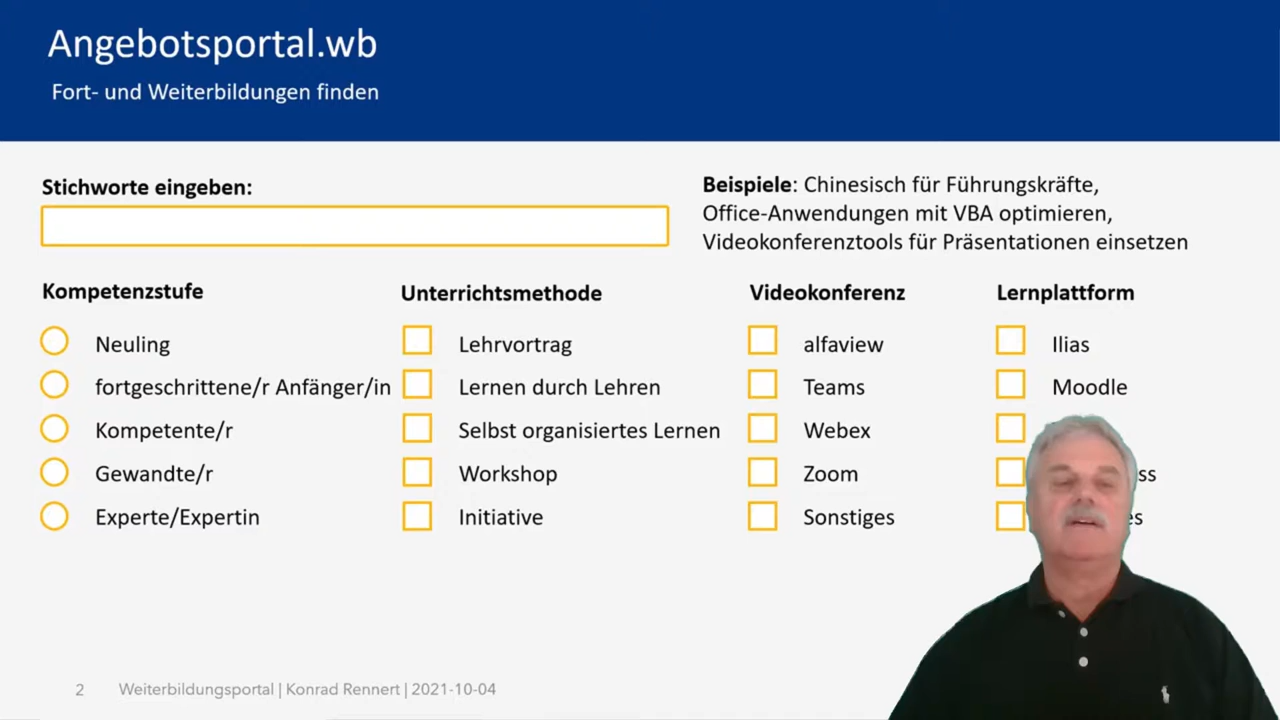 Angebotsportal.wb
Fort- und Weiterbildungen finden
Stichworte eingeben:
Beispiele: Chinesisch für Führungskräfte,
Office-Anwendungen mit VBA optimieren,
Videokonferenztools für Präsentationen einsetzen
Kompetenzstufe
Neuling
fortgeschrittene/r Anfänger/in
Kompetente/r
Gewandte/r
Experte/Expertin
Unterrichtsmethode
Lehrvortrag
Lernen durch Lehren
Selbst organisiertes Lernen
Workshop
Initiative
Videokonferenz
alfaview
Teams
Webex
Zoom
Sonstiges
Lernplattform
Ilias
Moodle
2 Weiterbildungsportal | Konrad Rennert | 2021-10-04